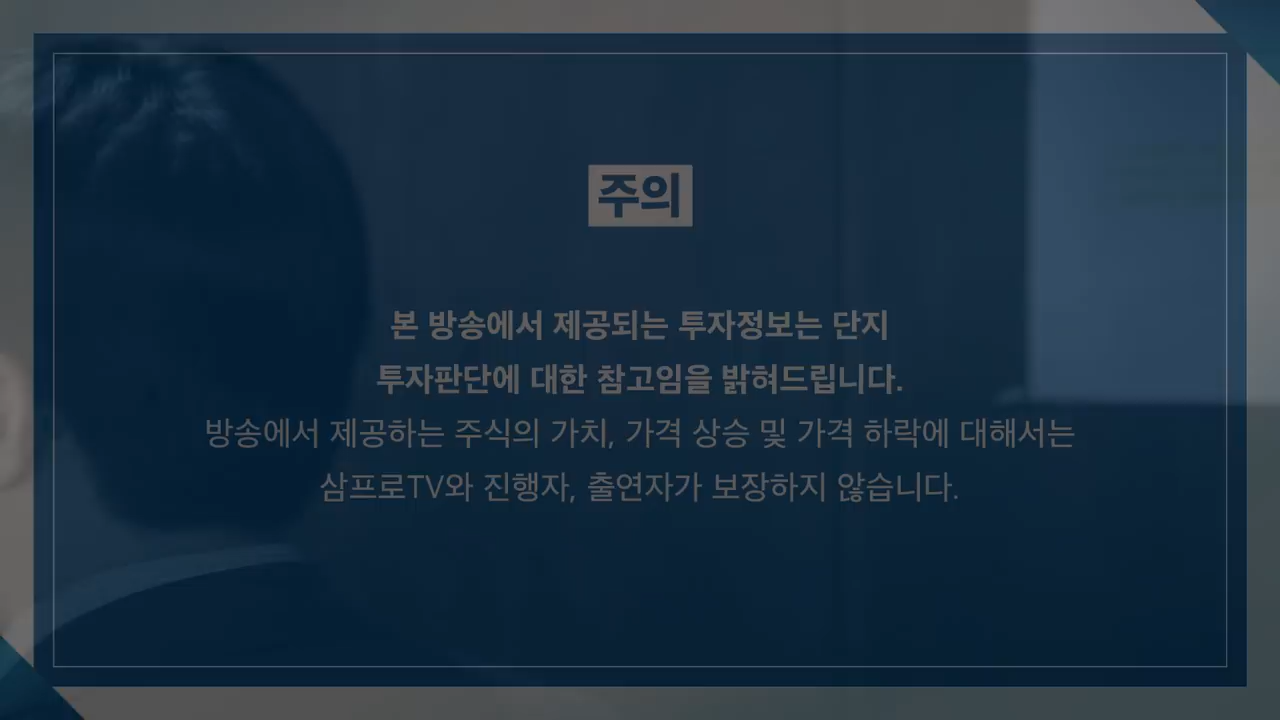 주의
본 방송에서 제공되는 투자정보는 단지
투자판단에 대한 참고임을 밝혀드립니다.
방송에서 제공하는 주식의 가치, 가격 상승 및 가격 하락에 대해서는
삼프로TV와 진행자, 출연자가 보장하지 않습니다.